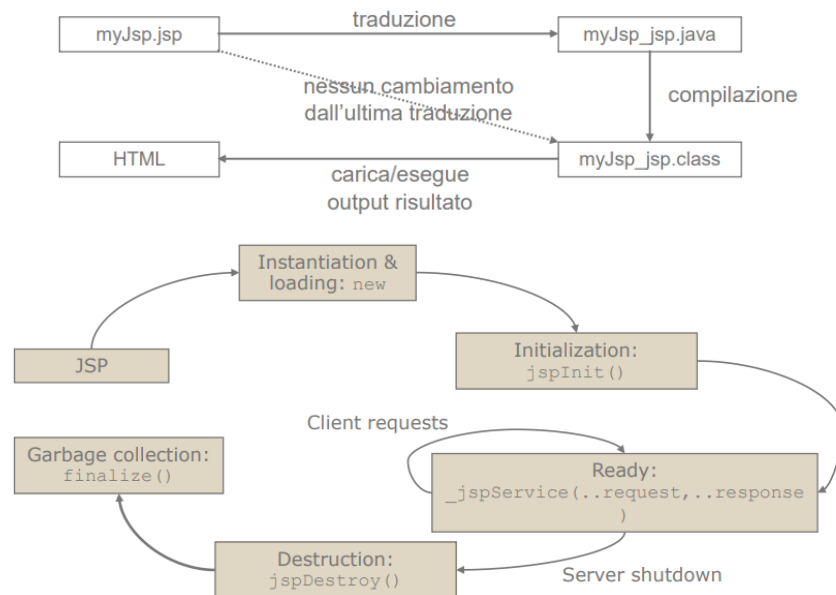 traduzione
myJsp.jsp
myJsp_jsp.java
nessun cambiamento
dall'ultima traduzione
compilazione
HTML
myJsp_jsp.class
carica/esegue
output risultato
Instantiation &
loading: new
JSP
Initialization:
jspInit()
Client requests
Garbage collection:
finalize()
Ready:
_jspService(..request,..response
)
Destruction:
jspDestroy()
Server shutdown